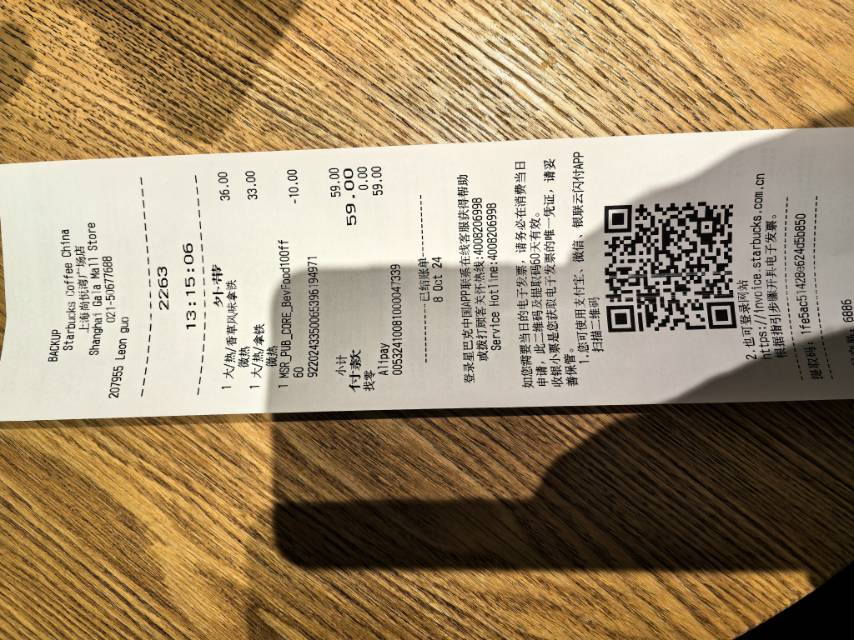 BACKUP
Starbucks Coffee China
上海尚悦湾广场店
Shanghai Gala Mall Store
021-50677688
207955 Leon guo
2263
13:15:06
外带
1 大/热/香草风味拿铁 36.00
微热
1 大/热/拿铁 33.00
微热
1 MSR_PUB_CORE_BevFood100ff -10.00
60
小计 59.00
付款 59.00
找零 0.00
Alipay 59.00
已结账单
8 Oct 24
登录星巴克中国APP联系在线客服获得帮助
或拨打顾客关怀热线:4008206998
Service Hotline:4008206998
如您需要当日的电子发票，请务必在消费当日
申请，此二维码及提取码60天有效。
收银小票是您获取电子发票的唯一凭证，请妥
善保管。
1. 您可使用支付宝、微信、银联云闪付APP
扫描二维码
2. 也可登录网站
https://invoice.starbucks.com.cn
根据指引步骤开具电子发票。
提取码:
6886